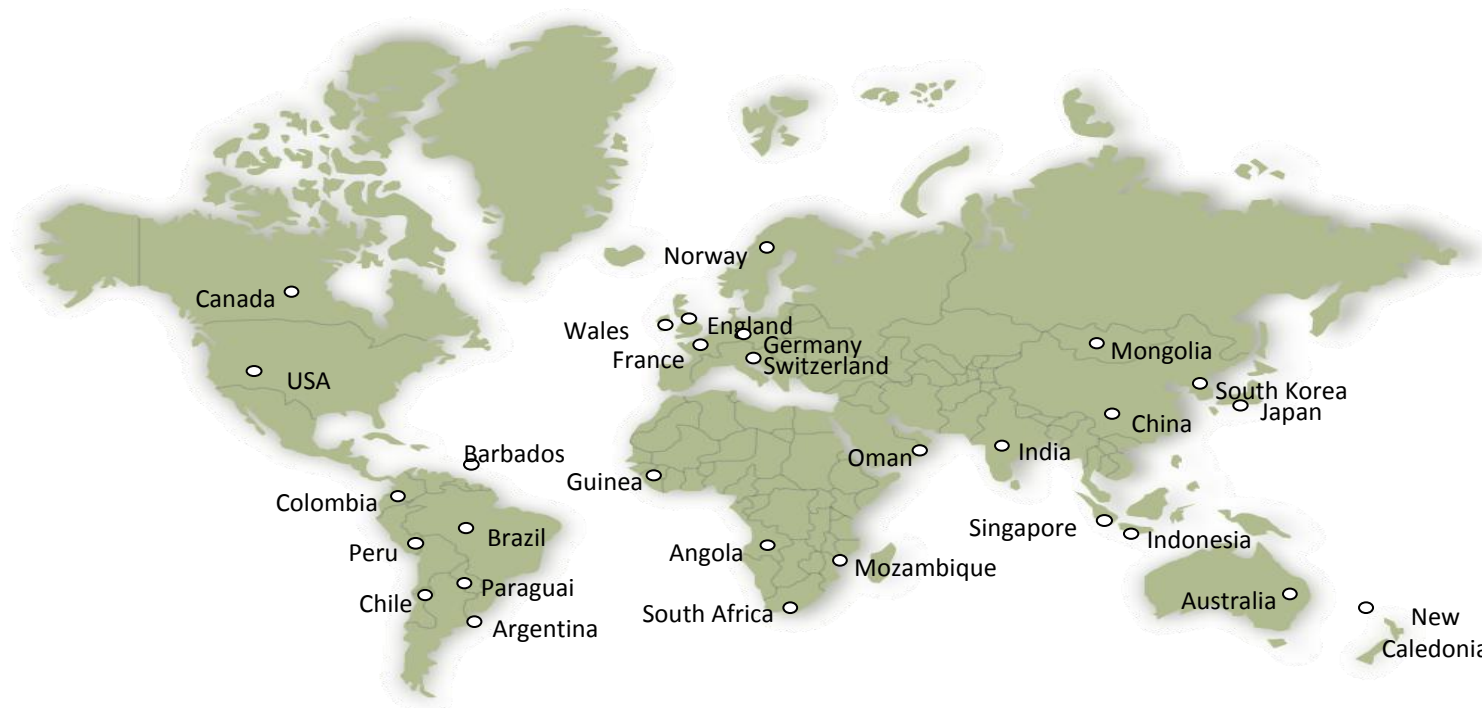 Norway
Canada
Wales
England
Germany
France
Switzerland
Mongolia
USA
South Korea
Japan
China
Barbados
Oman
India
Guinea
Colombia
Singapore
Brazil
Indonesia
Peru
Angola
Mozambique
Paraguai
Chile
Australia
South Africa
Argentina
New
Caledonia